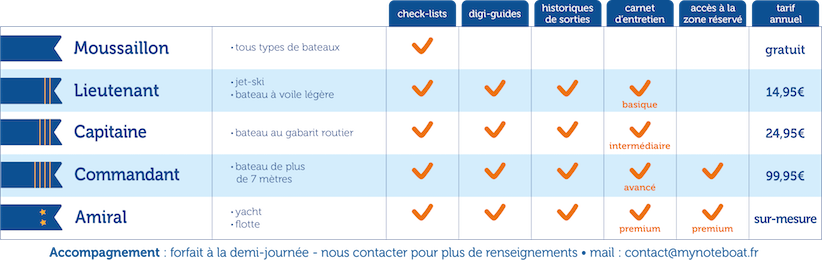 check-lists digi-guides historiques de sorties carnet d'entretien accès à la zone réservé tarif annuel
Moussaillon • tous types de bateaux gratuit
Lieutenant • jet-ski • bateau à voile légère basique 14,95€
Capitaine • bateau au gabarit routier intermédiaire 24,95€
Commandant • bateau de plus de 7 mètres avancé 99,95€
Amiral • yacht • flotte premium premium sur-mesure
Accompagnement : forfait à la demi-journée - nous contacter pour plus de renseignements • mail : contact@mynoteboat.fr